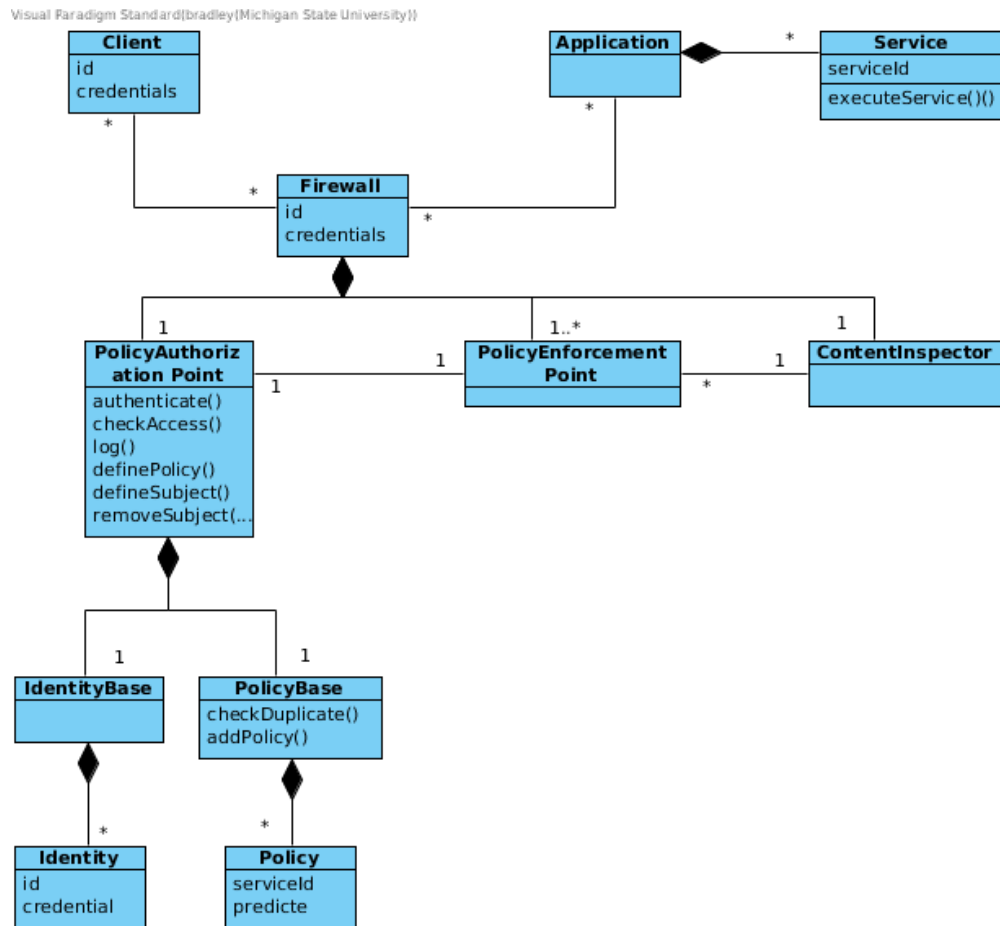 Visual Paradigm Standard(bradley(Michigan State University))
Client
id
credentials
*
Application
*
*
Service
serviceId
executeService()()
*
Firewall
id
credentials
*
1
1..*
1
PolicyAuthoriz
ation Point
authenticate()
checkAccess()
log()
definePolicy()
defineSubject()
removeSubject(...
1
1
PolicyEnforcement
Point
*
1
ContentInspector
1
1
IdentityBase
PolicyBase
checkDuplicate()
addPolicy()
*
*
Identity
id
credential
Policy
serviceId
predicte